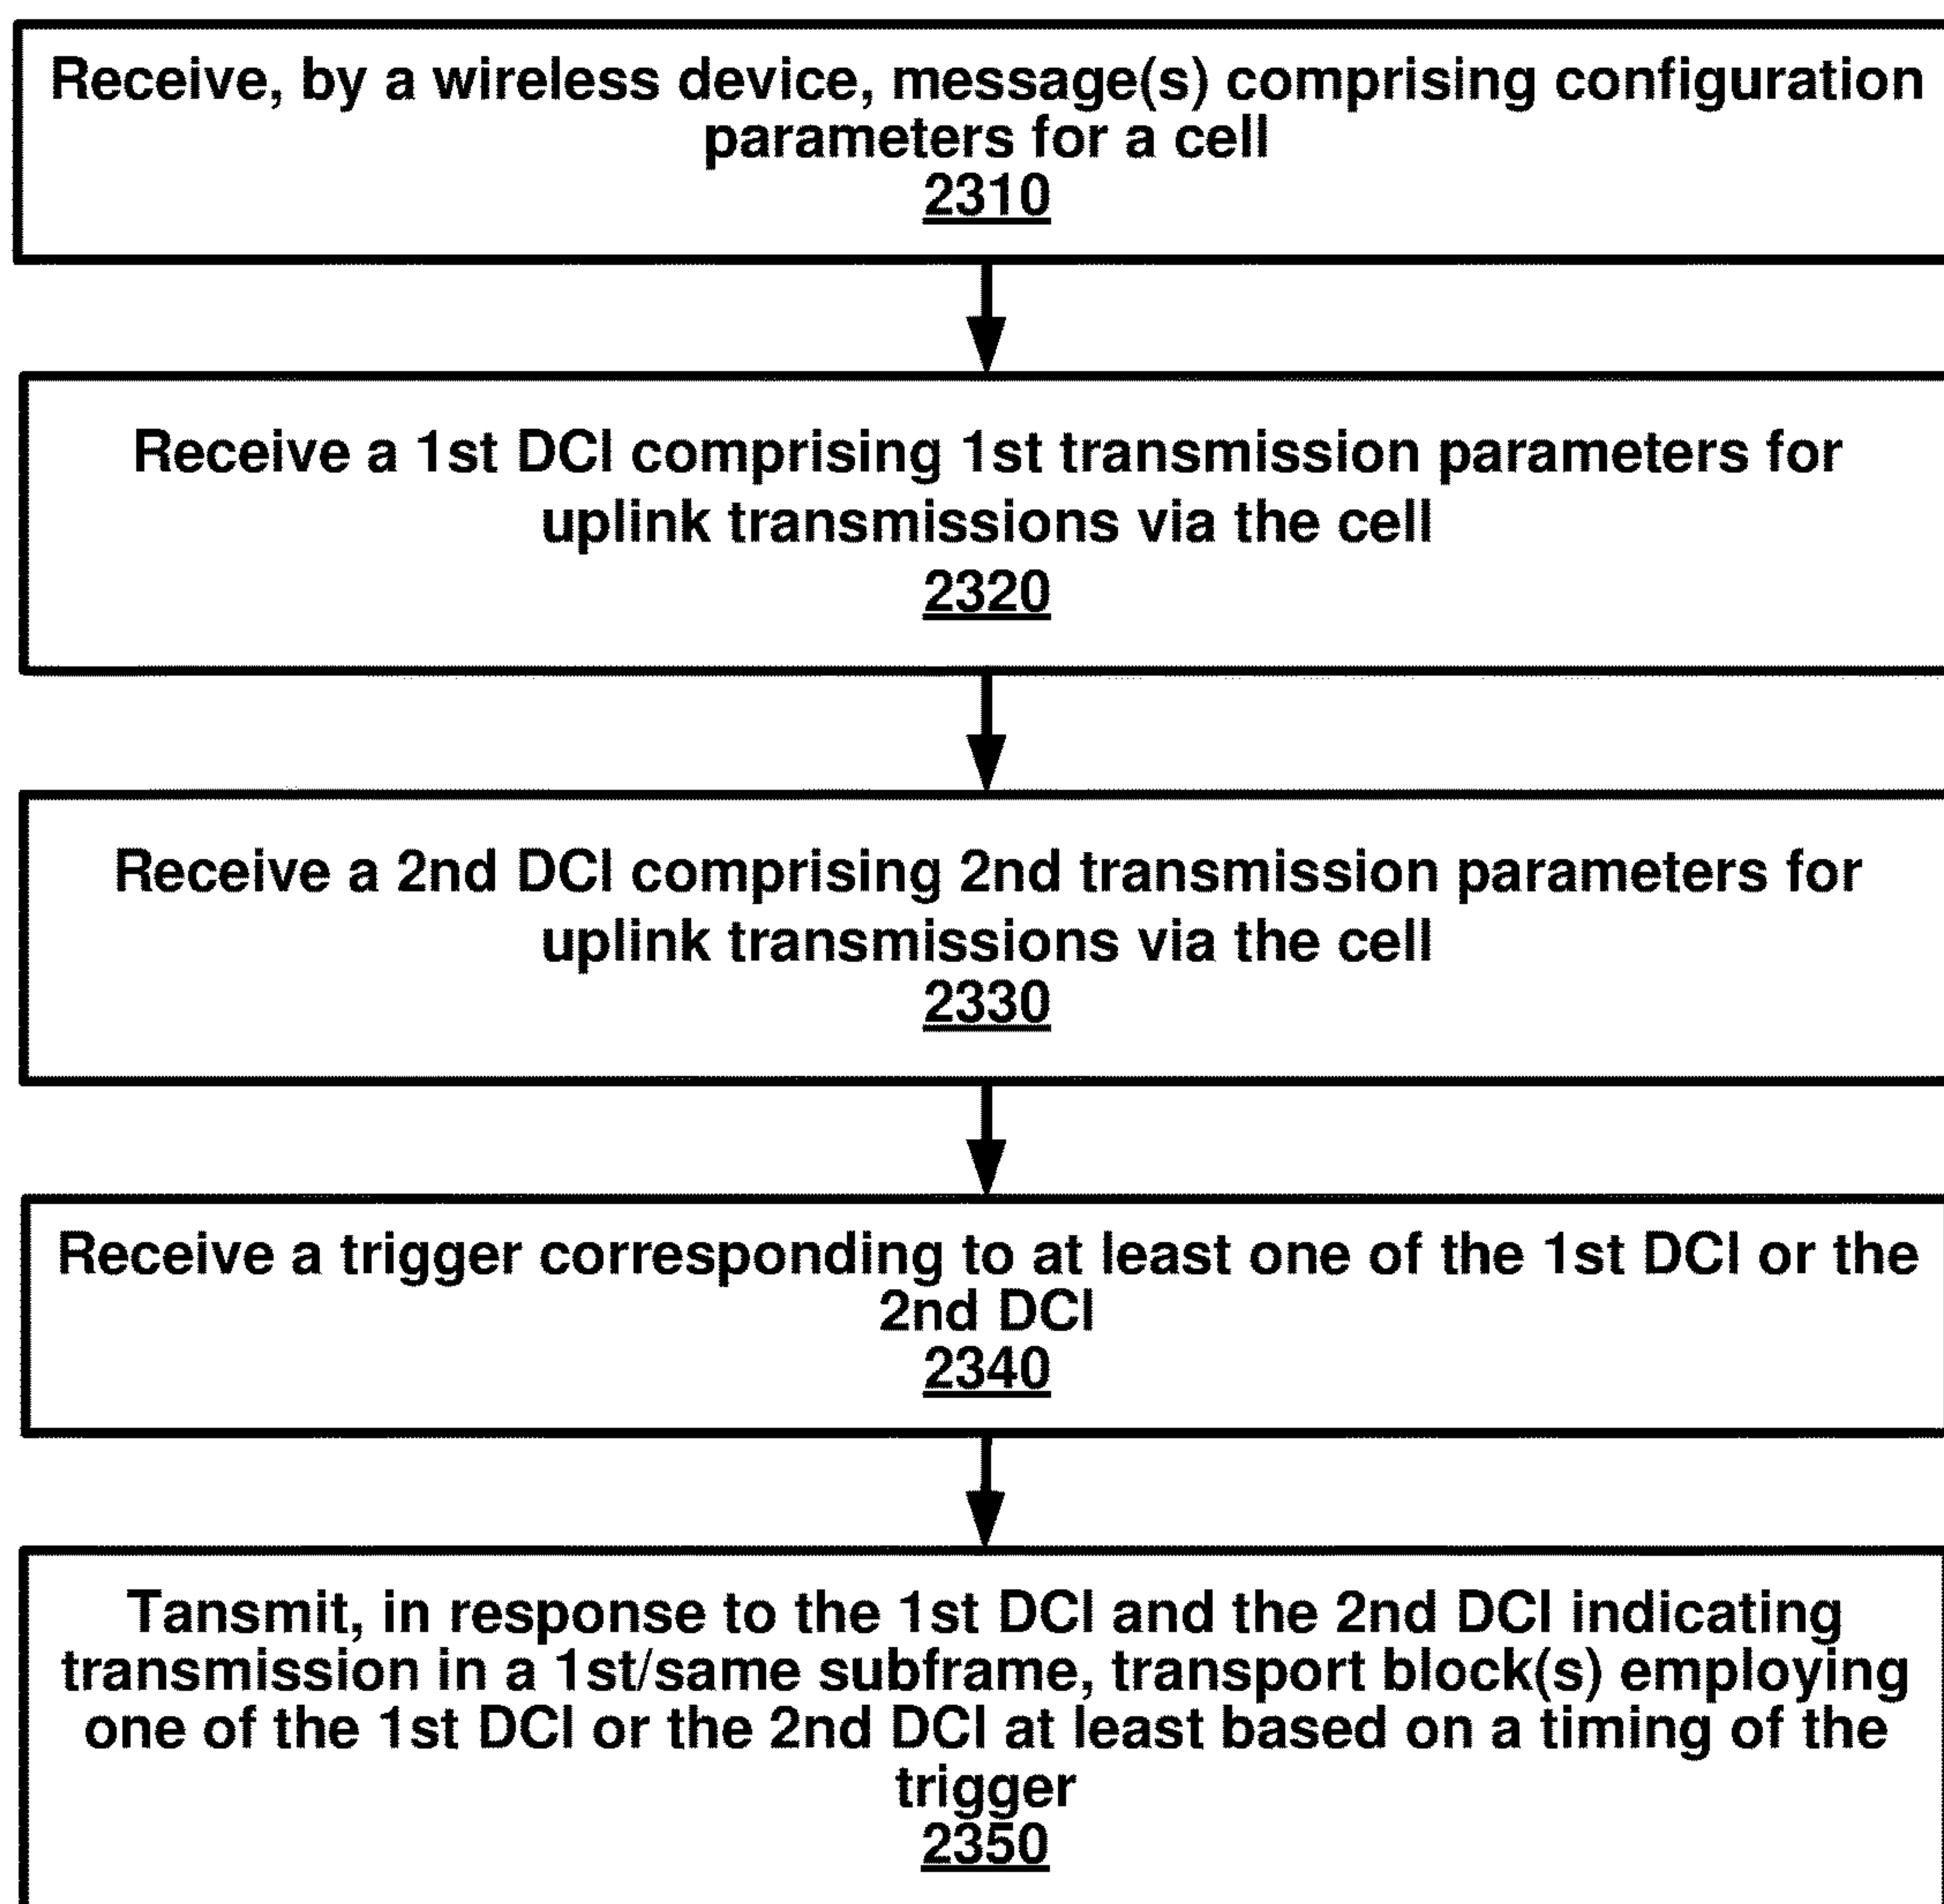 Receive, by a wireless device, message(s) comprising configuration
parameters for a cell
2310
Receive a 1st DCI comprising 1st transmission parameters for
uplink transmissions via the cell
2320
Receive a 2nd DCI comprising 2nd transmission parameters for
uplink transmissions via the cell
2330
Receive a trigger corresponding to at least one of the 1st DCI or the
2nd DCI
2340
Tansmit, in response to the 1st DCI and the 2nd DCI indicating
transmission in a 1st/same subframe, transport block(s) employing
one of the 1st DCI or the 2nd DCI at least based on a timing of the
trigger
2350